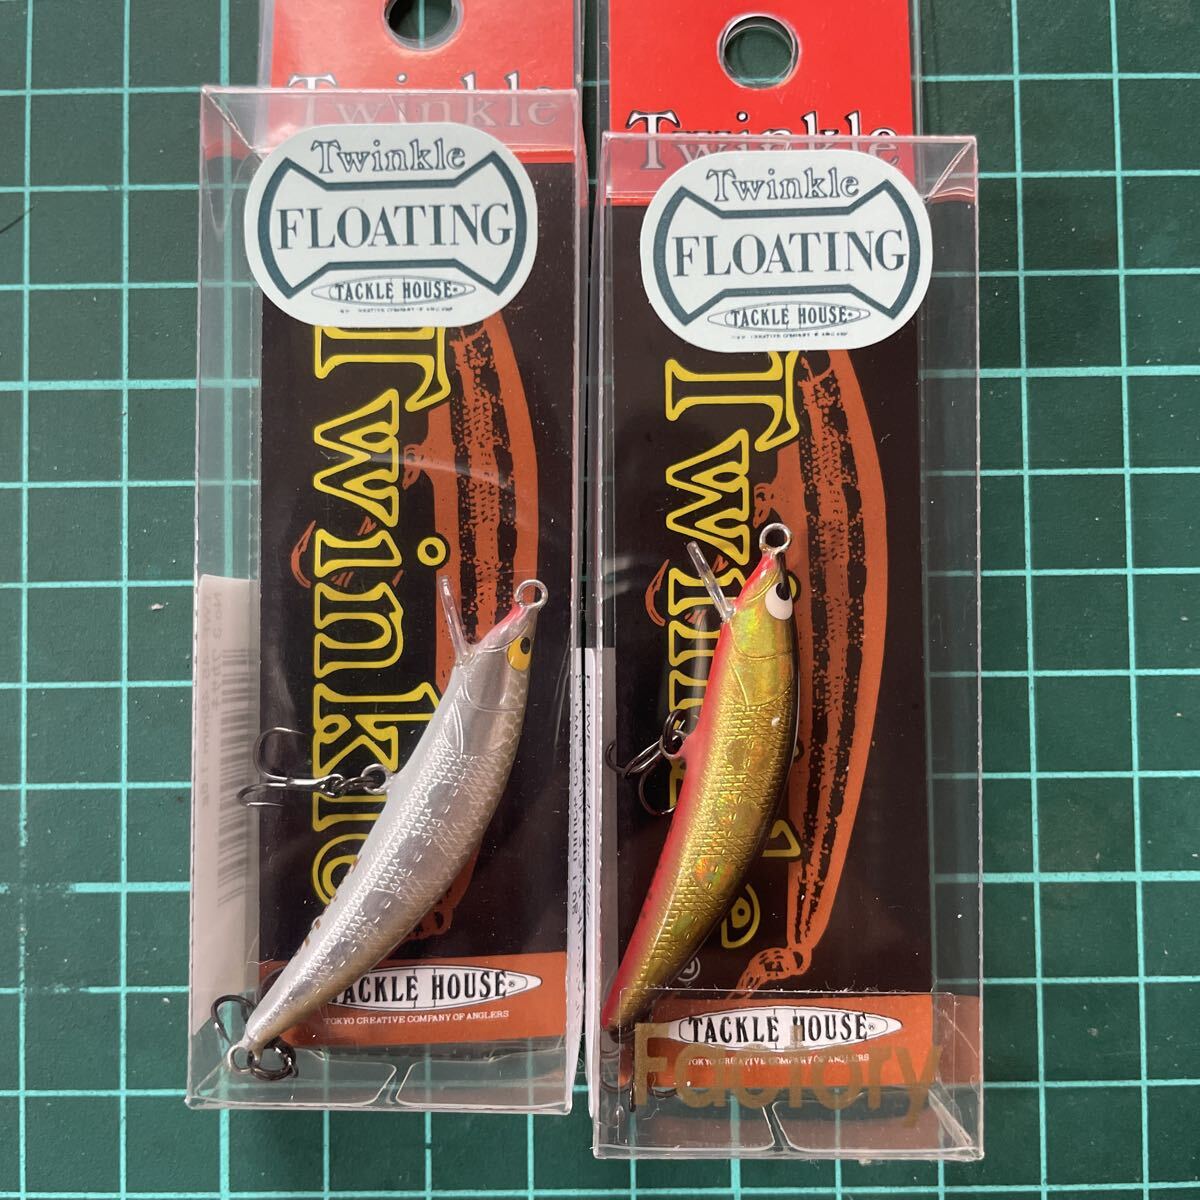 Twinkle
Twinkle
FLOATING
TACKLE HOUSE
Twinkle
TACKLE HOUSE
TOKYO CREATIVE COMPANY OF ANGLERS
Twinkle
Twinkle
FLOATING
TACKLE HOUSE
Twinkle
TACKLE HOUSE
TOKYO CREATIVE COMPANY OF ANGLERS
Factory